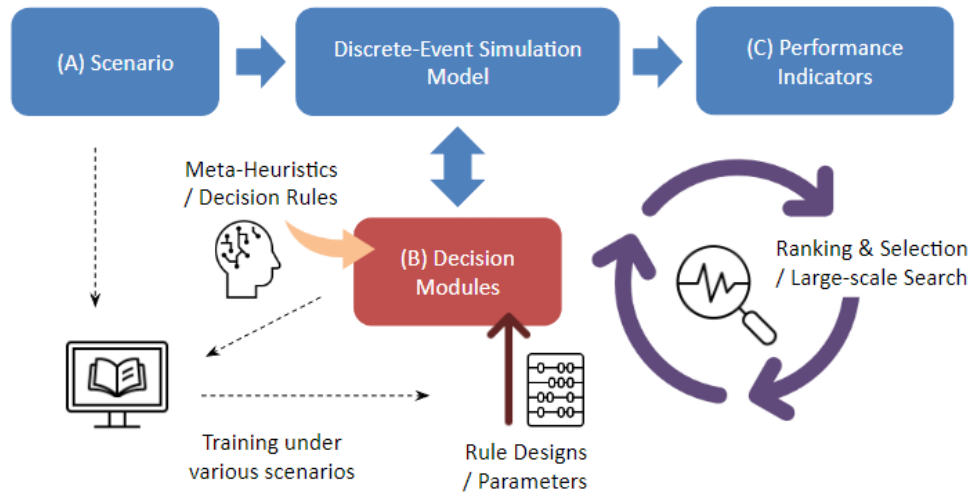 (A) Scenario
Discrete-Event Simulation
Model
(C) Performance
Indicators
Meta-Heuristics
/ Decision Rules
(B) Decision
Modules
Ranking & Selection
/ Large-scale Search
Training under
various scenarios
Rule Designs
/ Parameters